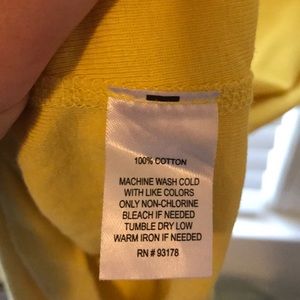 100% COTTON
MACHINE WASH COLD
WITH LIKE COLORS
ONLY NON-CHLORINE
BLEACH IF NEEDED
TUMBLE DRY LOW
WARM IRON IF NEEDED
RN # 93178